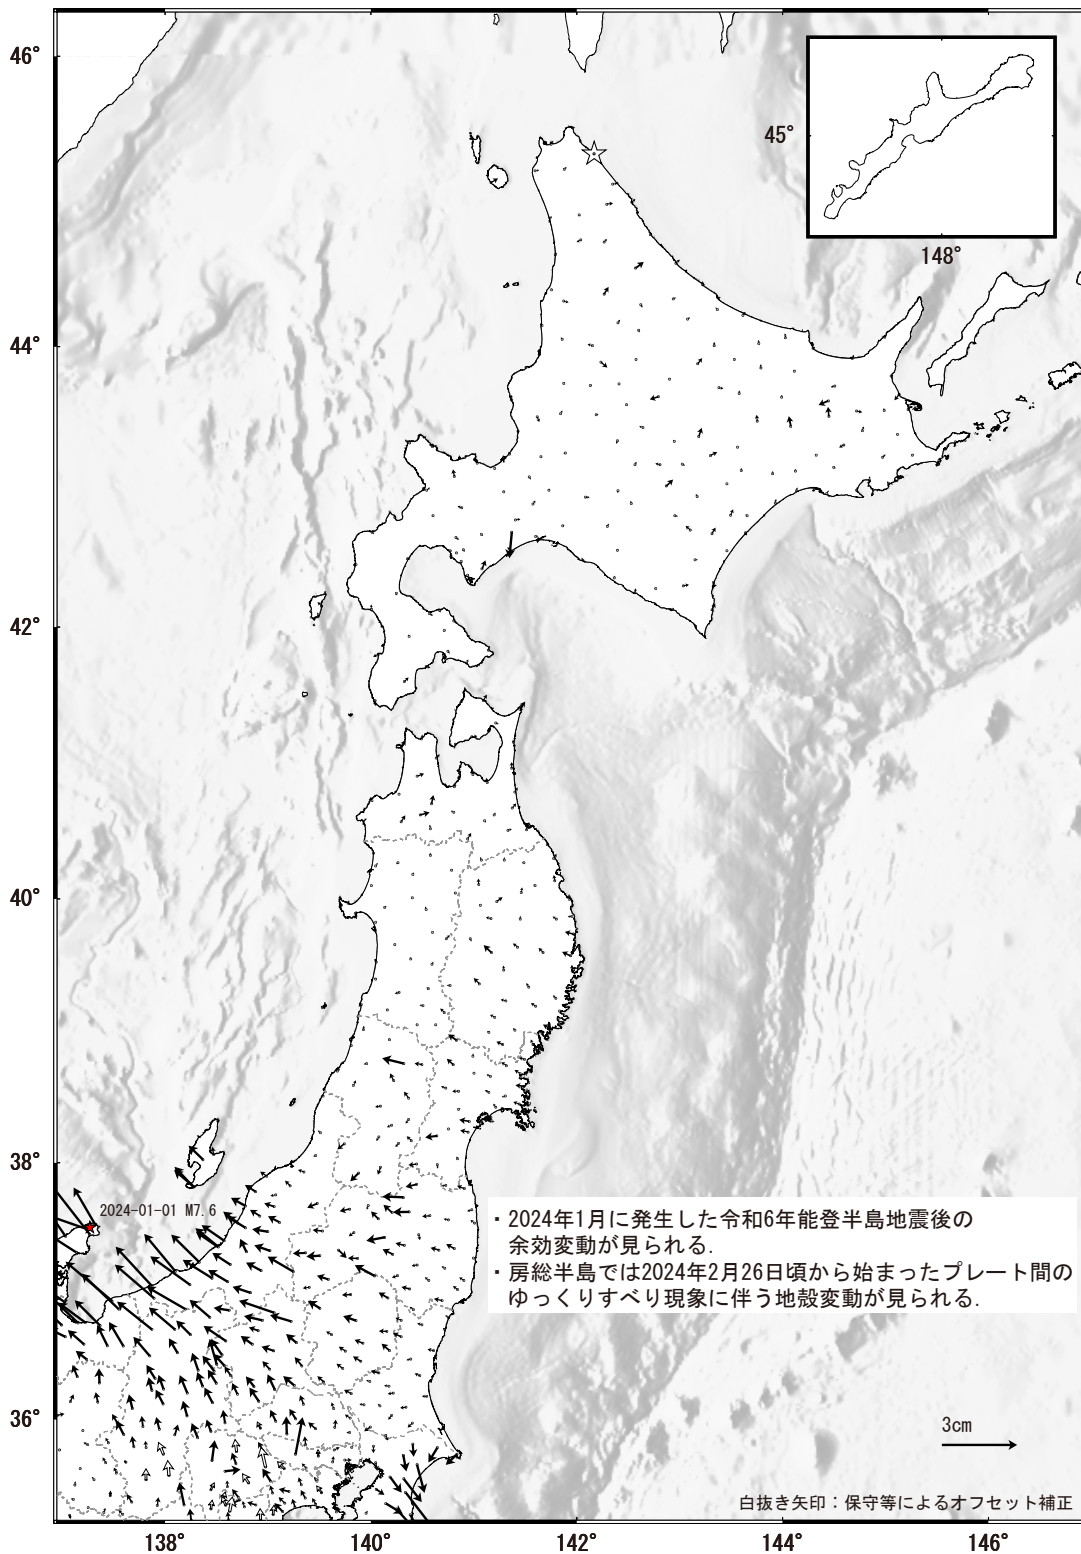 46°
45°
148°
44°
42°
40°
38°
2024-01-01 M7.6
・2024年1月に発生した令和6年能登半島地震後の
余効変動が見られる.
・房総半島では2024年2月26日頃から始まったプレート間の
ゆっくりすべり現象に伴う地殻変動が見られる.
36°
3cm
白抜き矢印：保守等によるオフセット補正
138°
140°
142°
144°
146°